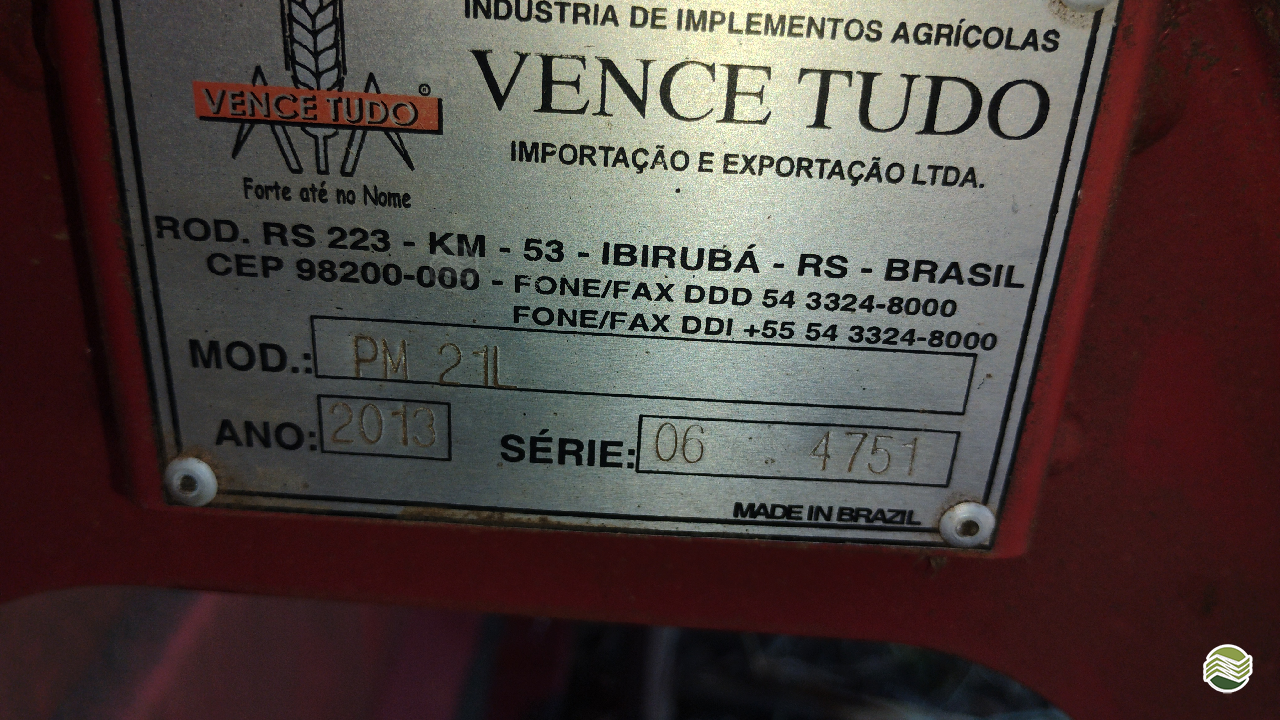 INDÚSTRIA DE IMPLEMENTOS AGRÍCOLAS
VENCE TUDO
IMPORTAÇÃO E EXPORTAÇÃO LTDA.
VENCE TUDO®
Forte até no Nome
ROD. RS 223 - KM - 53 - IBIRUBÁ - RS - BRASIL
CEP 98200-000 - FONE/FAX DDD 54 3324-8000
FONE/FAX DDI +55 54 3324-8000
MOD.: PM 21L
ANO: 2013 SÉRIE: 06 . 4751
MADE IN BRAZIL